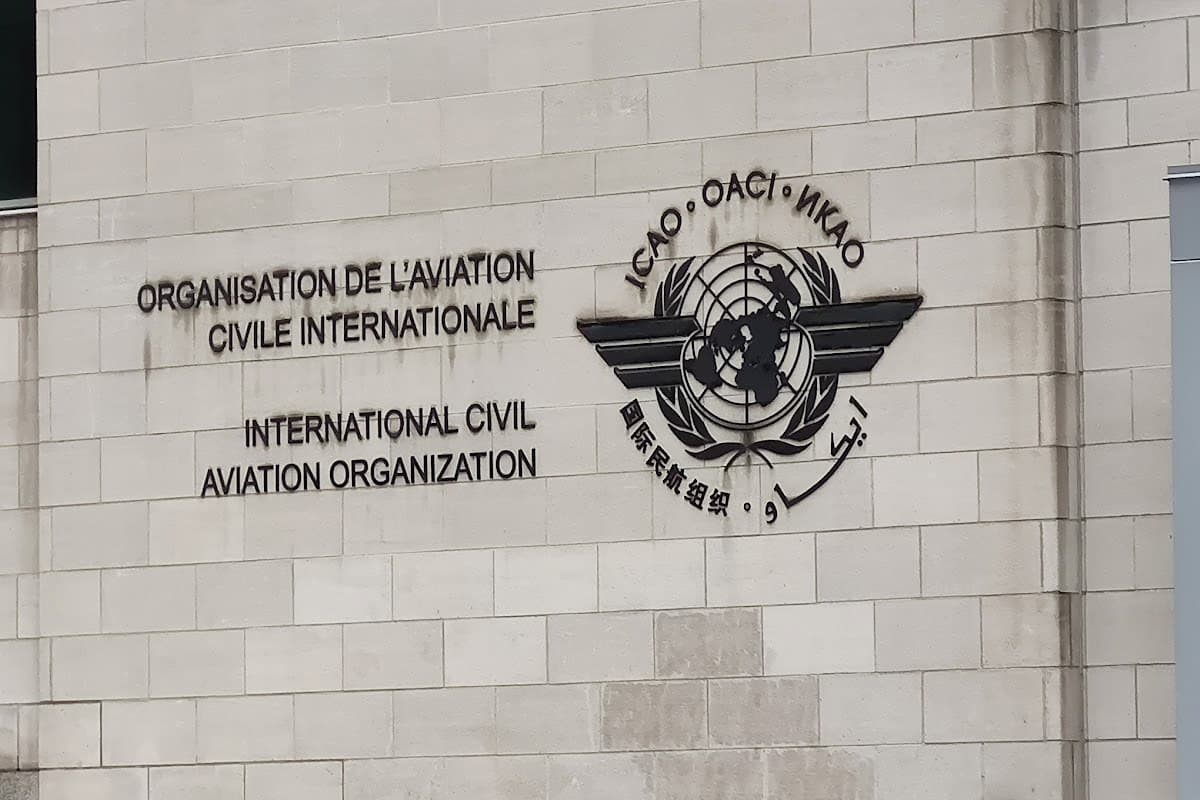 ORGANISATION DE L'AVIATION
CIVILE INTERNATIONALE
INTERNATIONAL CIVIL
AVIATION ORGANIZATION
ICAO • OACI • ИКАО
国际民航组织 • ايكاو